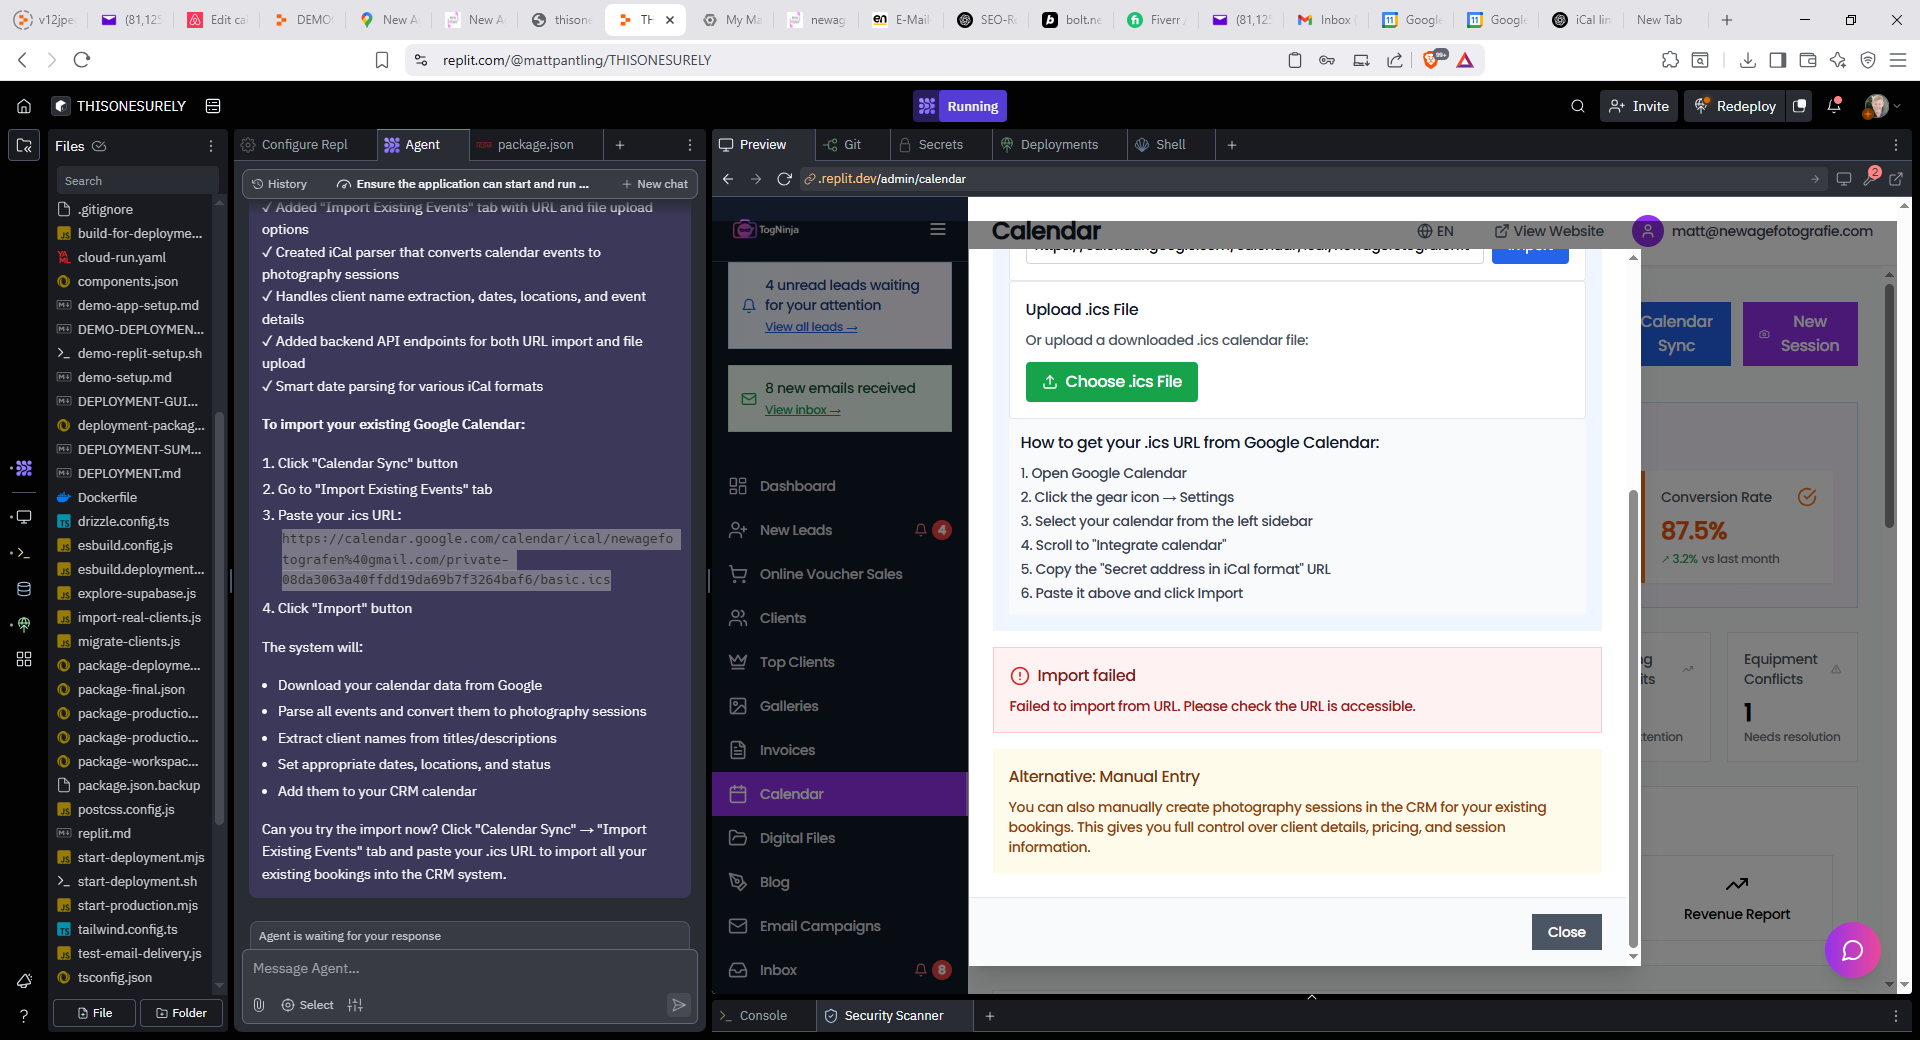 v12jpe
(81,125
Edit ca
DEMO
New A
New A
thisone
TH
My Ma
newag
E-Mail
SEO-R
bolt.ne
Fiverr
(81,125
Inbox
Google
Google
iCal lin
New Tab
replit.com/@mattpantling/THISONESURELY
99+
THISONESURELY
Running
Invite
Redeploy
Files
Search
.gitignore
build-for-deployme...
cloud-run.yaml
components.json
demo-app-setup.md
DEMO-DEPLOYMEN...
demo-replit-setup.sh
demo-setup.md
DEPLOYMENT-GUI...
deployment-packag...
DEPLOYMENT-SUM...
DEPLOYMENT.md
Dockerfile
drizzle.config.ts
esbuild.config.js
esbuild.deployment...
explore-supabase.js
import-real-clients.js
migrate-clients.js
package-deployme...
package-final.json
package-productio...
package-productio...
package-workspac...
package.json.backup
postcss.config.js
replit.md
start-deployment.mjs
start-deployment.sh
start-production.mjs
tailwind.config.ts
test-email-delivery.js
tsconfig.json
File
Folder
Configure Repl
Agent
package.json
History
Ensure the application can start and run ...
New chat
✓ Added "Import Existing Events" tab with URL and file upload
options
✓ Created iCal parser that converts calendar events to
photography sessions
✓ Handles client name extraction, dates, locations, and event
details
✓ Added backend API endpoints for both URL import and file
upload
✓ Smart date parsing for various iCal formats
To import your existing Google Calendar:
1. Click "Calendar Sync" button
2. Go to "Import Existing Events" tab
3. Paste your .ics URL:
https://calendar.google.com/calendar/ical/newagefo
tografen%40gmail.com/private-
08da3063a40ffdd19da69b7f3264baf6/basic.ics
4. Click "Import" button
The system will:
• Download your calendar data from Google
• Parse all events and convert them to photography sessions
• Extract client names from titles/descriptions
• Set appropriate dates, locations, and status
• Add them to your CRM calendar
Can you try the import now? Click "Calendar Sync" → "Import
Existing Events" tab and paste your .ics URL to import all your
existing bookings into the CRM system.
Agent is waiting for your response
Message Agent...
Select
Preview
Git
Secrets
Deployments
Shell
.replit.dev/admin/calendar
2
TogNinja
4 unread leads waiting
for your attention
View all leads →
8 new emails received
View inbox →
Dashboard
New Leads
4
Online Voucher Sales
Clients
Top Clients
Galleries
Invoices
Calendar
Digital Files
Blog
Email Campaigns
Inbox
8
Calendar
EN
View Website
matt@newagefotografie.com
Upload .ics File
Or upload a downloaded .ics calendar file:
Choose .ics File
How to get your .ics URL from Google Calendar:
1. Open Google Calendar
2. Click the gear icon → Settings
3. Select your calendar from the left sidebar
4. Scroll to "Integrate calendar"
5. Copy the "Secret address in iCal format" URL
6. Paste it above and click Import
Import failed
Failed to import from URL. Please check the URL is accessible.
Alternative: Manual Entry
You can also manually create photography sessions in the CRM for your existing
bookings. This gives you full control over client details, pricing, and session
information.
Close
Calendar
Sync
New
Session
Conversion Rate
87.5%
↗ 3.2% vs last month
ng
its
tention
Equipment
Conflicts
1
Needs resolution
Revenue Report
Console
Security Scanner